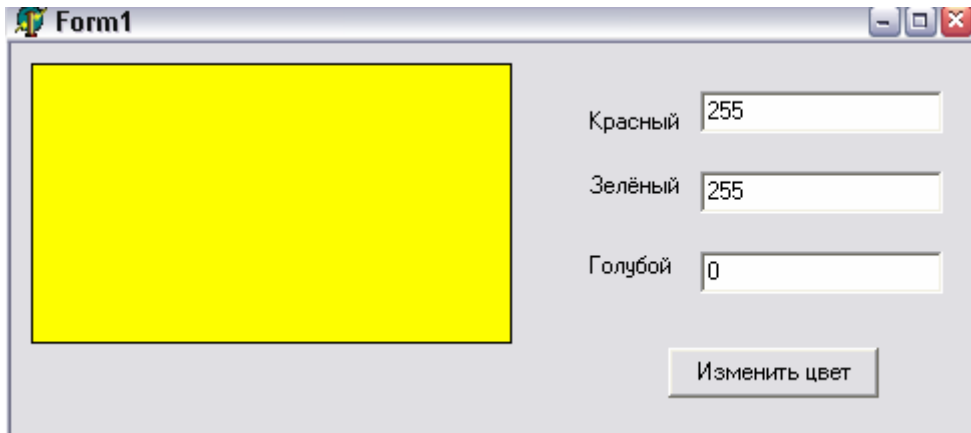 Form1
Красный 255
Зелёный 255
Голубой 0
Изменить цвет